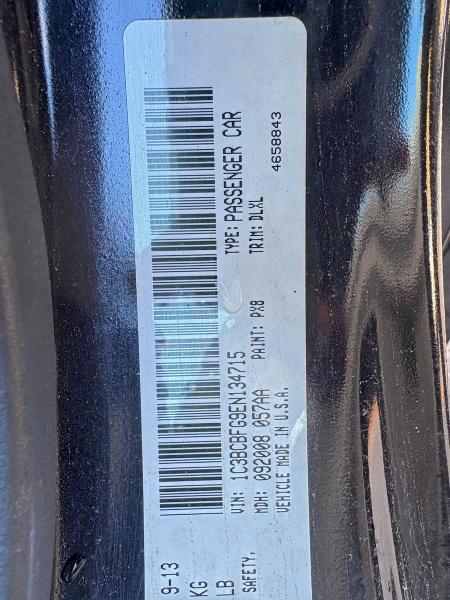 9-13
KG
LB
SAFETY,
VIN: 1C3BCBFG9EN134715 TYPE: PASSENGER CAR
MDH: 092008 057AA PAINT: PX8 TRIM: DLXL
VEHICLE MADE IN U.S.A. 4658843